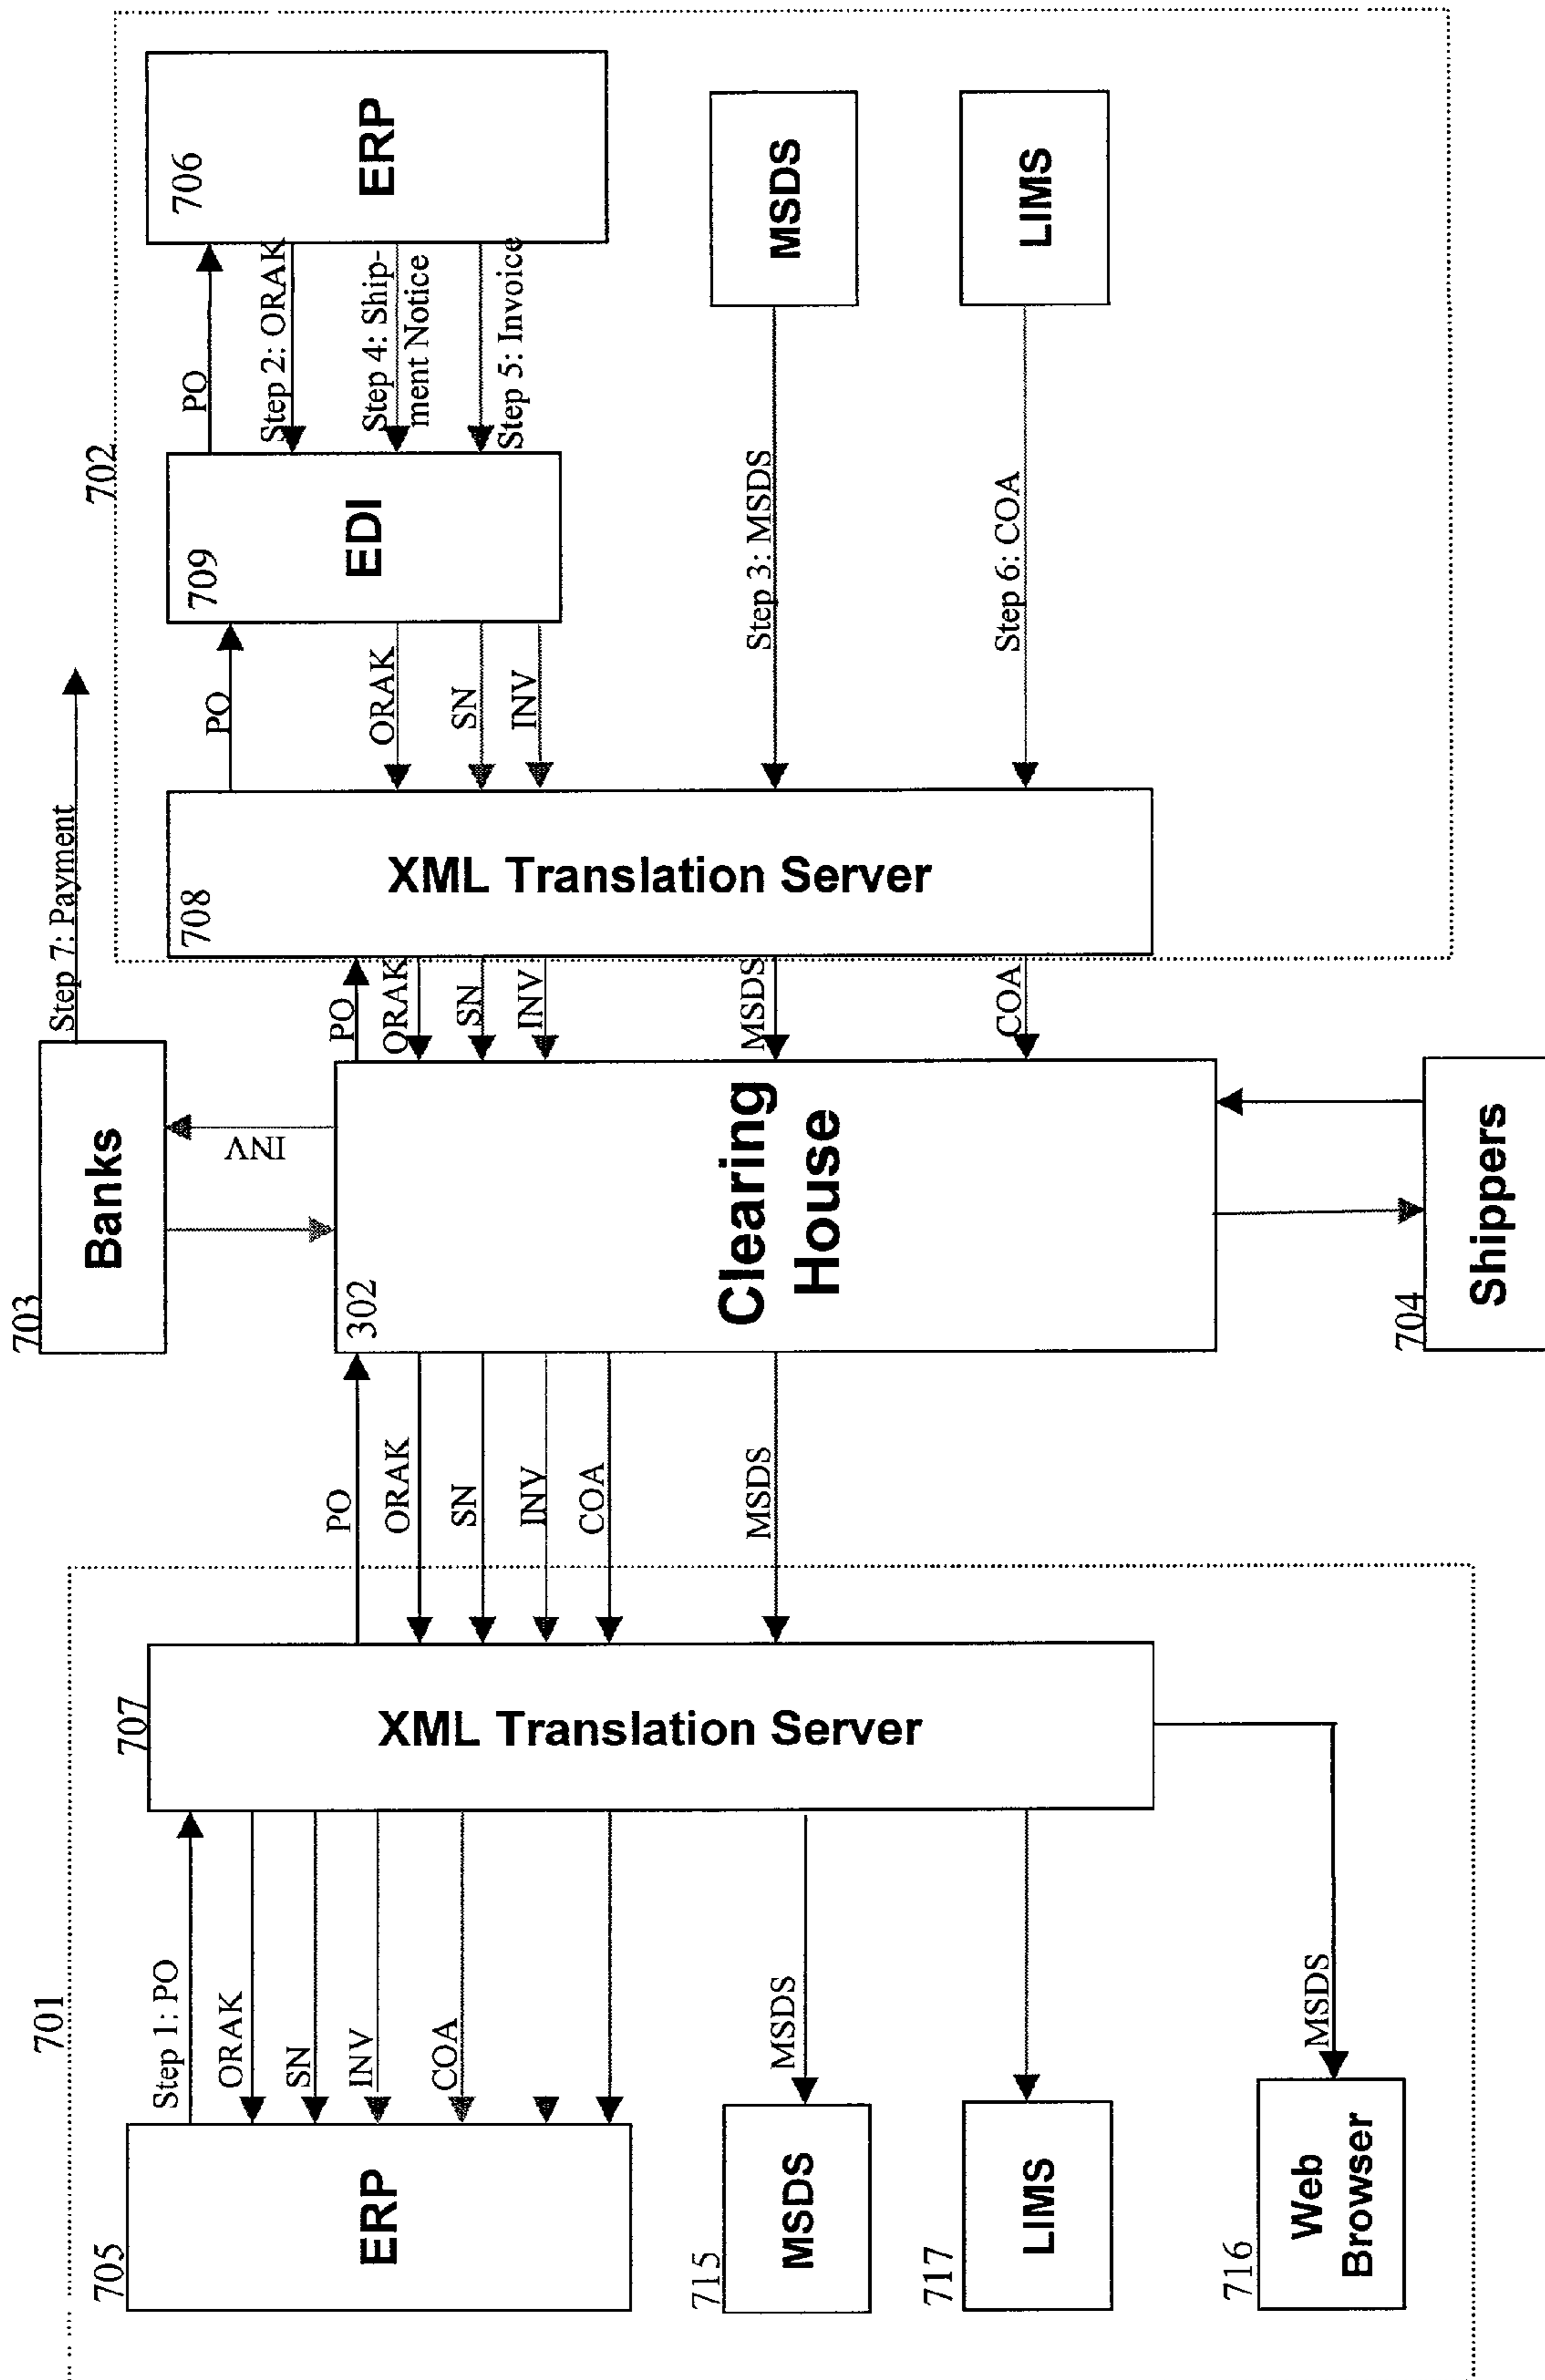 701
705
ERP
Step 1: PO
ORAK
SN
INV
COA
707
XML Translation Server
715
MSDS
MSDS
717
LIMS
716
Web
Browser
MSDS
PO
ORAK
SN
INV
COA
MSDS
703
Banks
INV
Step 7: Payment
302
Clearing
House
704
Shippers
PO
ORAK
SN
INV
MSDS
COA
702
708
XML Translation Server
PO
ORAK
SN
INV
709
EDI
PO
Step 2: ORAK
Step 4: Ship-
ment Notice
Step 5: Invoice
706
ERP
Step 3: MSDS
MSDS
Step 6: COA
LIMS